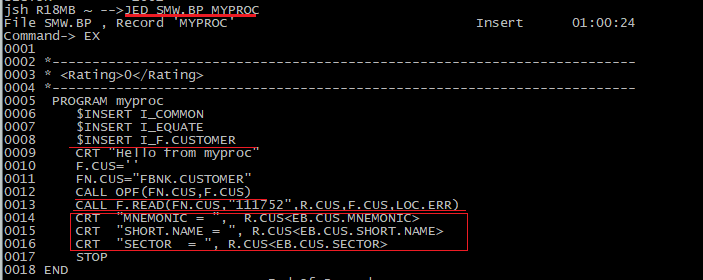 jsh R18MB ~ -->JED SMW.BP MYPROC
File SMW.BP , Record 'MYPROC' Insert 01:00:24
Command-> EX
0001
0002 *----------------------------------------------------------------------
0003 * <Rating>0</Rating>
0004 *----------------------------------------------------------------------
0005 PROGRAM myproc
0006 $INSERT I_COMMON
0007 $INSERT I_EQUATE
0008 $INSERT I_F.CUSTOMER
0009 CRT "Hello from myproc"
0010 F.CUS=''
0011 FN.CUS="FBNK.CUSTOMER"
0012 CALL OPF(FN.CUS,F.CUS)
0013 CALL F.READ(FN.CUS,"111752",R.CUS,F.CUS,LOC.ERR)
0014 CRT "MNEMONIC = ", R.CUS<EB.CUS.MNEMONIC>
0015 CRT "SHORT.NAME = ", R.CUS<EB.CUS.SHORT.NAME>
0016 CRT "SECTOR = ", R.CUS<EB.CUS.SECTOR>
0017 STOP
0018 END